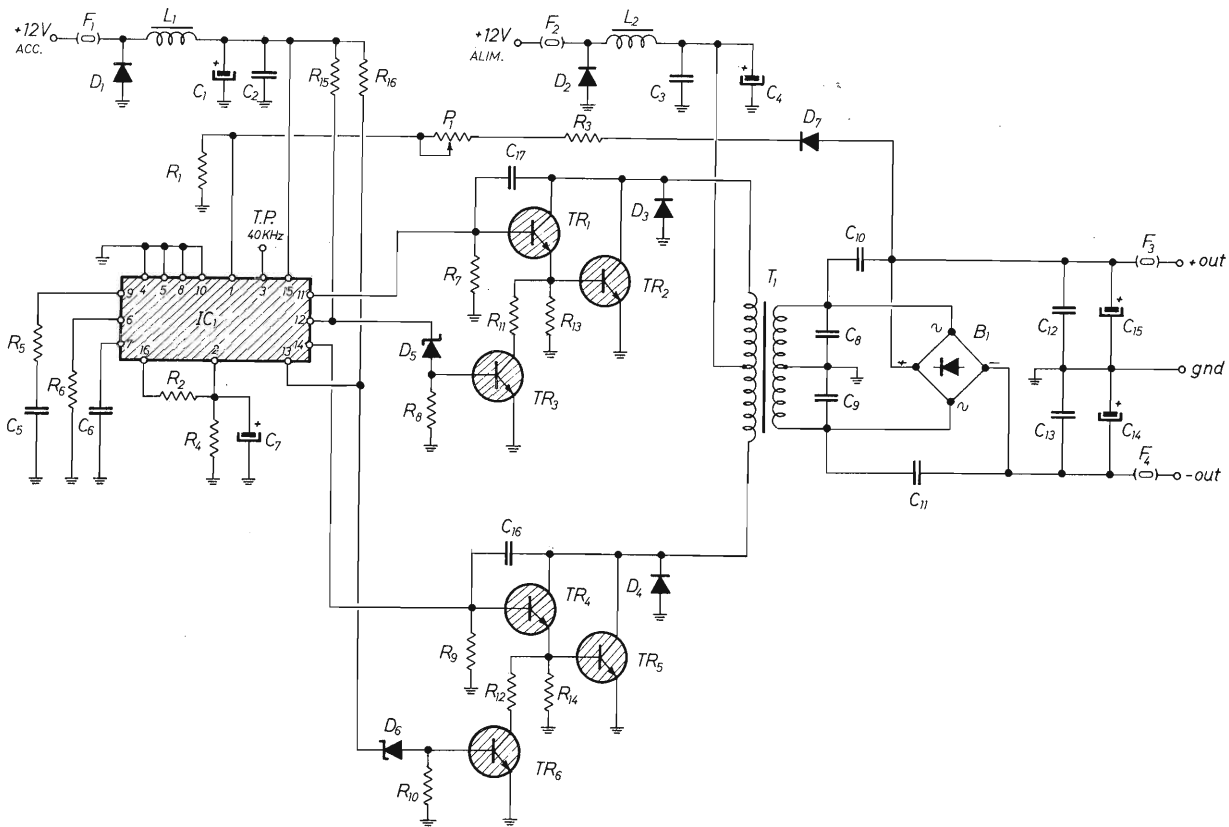 +12V ACC.
F1
L1
D1
C1
C2
R15
R16
+12V ALIM.
F2
L2
D2
C3
C4
R1
P1
R3
D7
T.P.
40KHz
C17
TR1
D3
R7
TR2
R11
R13
D5
TR3
R8
4 5 8 10 1 3 15
9 11
6 IC1 12
7 14
16 2 13
R5
R6
R2
R4
C5
C6
C7
T1
C10
C8
C9
C11
B1
~
+ -
~
C12
C15
C13
C14
F3
+out
gnd
F4
-out
C16
TR4
D4
R9
TR5
R12
R14
D6
TR6
R10